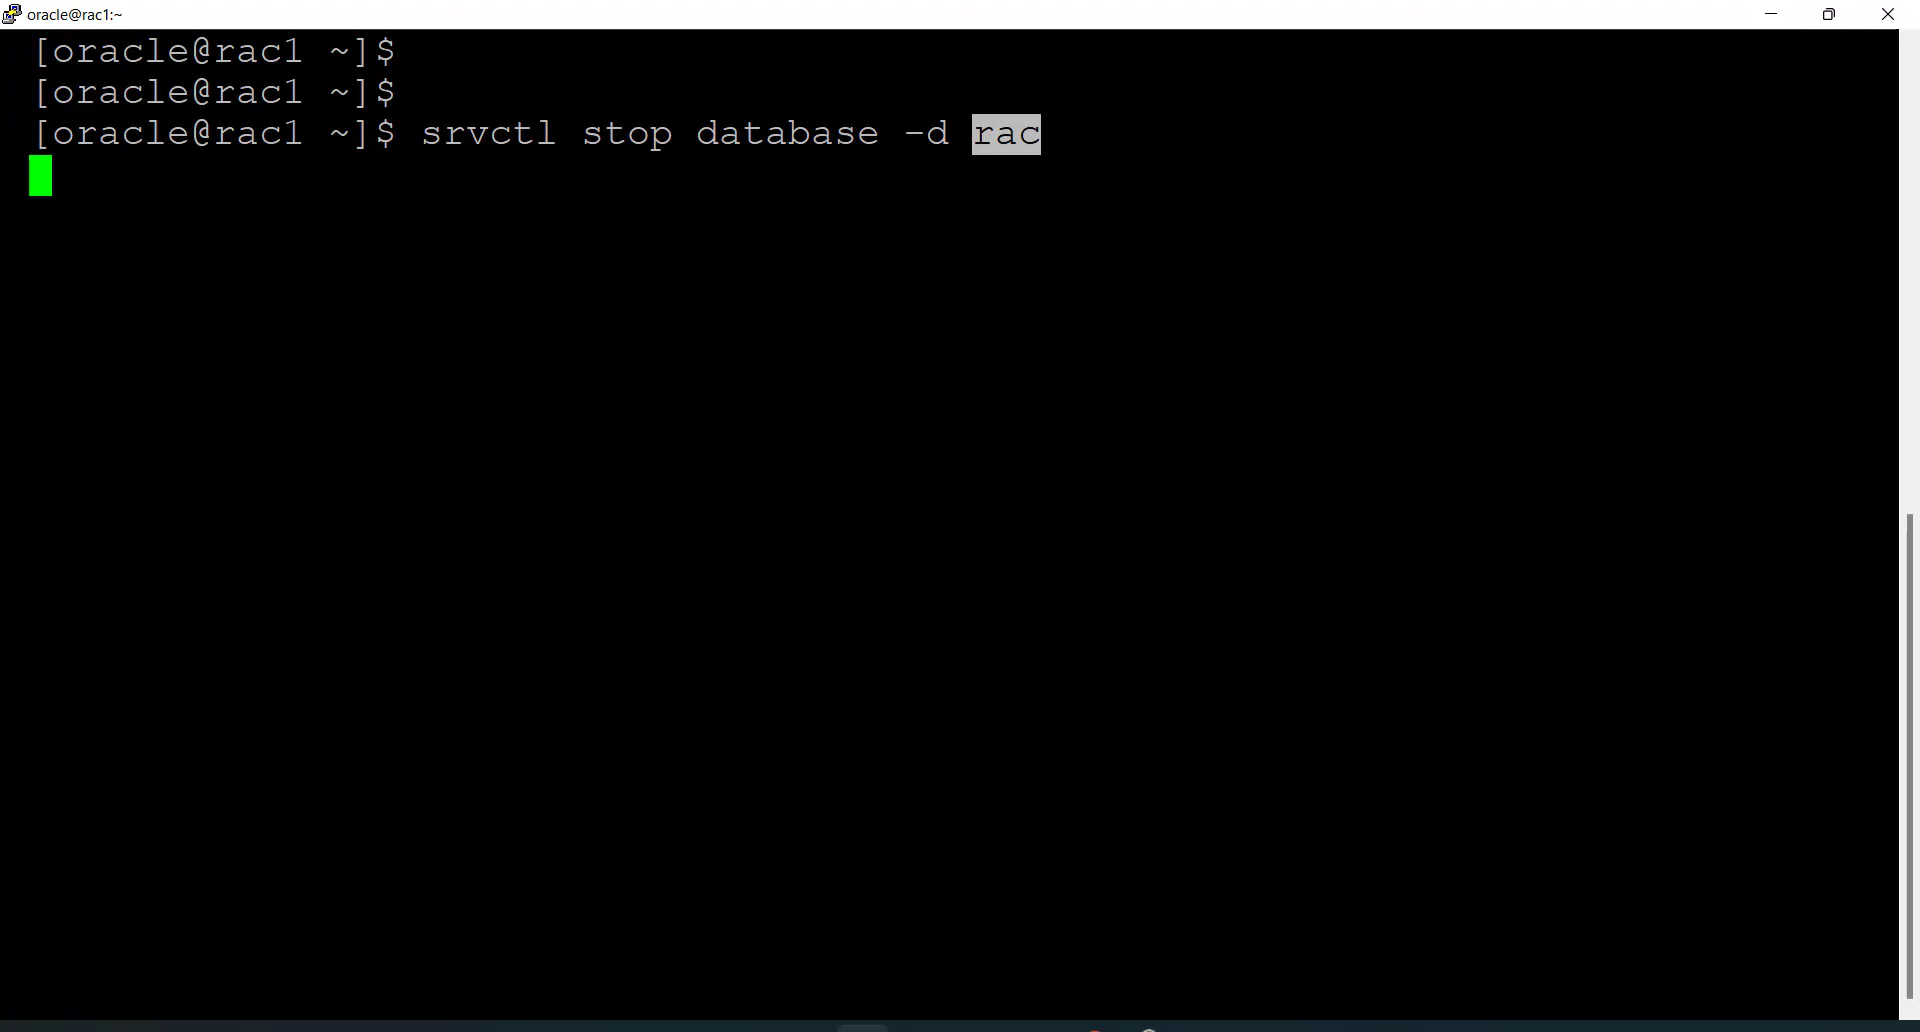 oracle@rac1:~
[oracle@rac1 ~]$
[oracle@rac1 ~]$
[oracle@rac1 ~]$ srvctl stop database -d rac